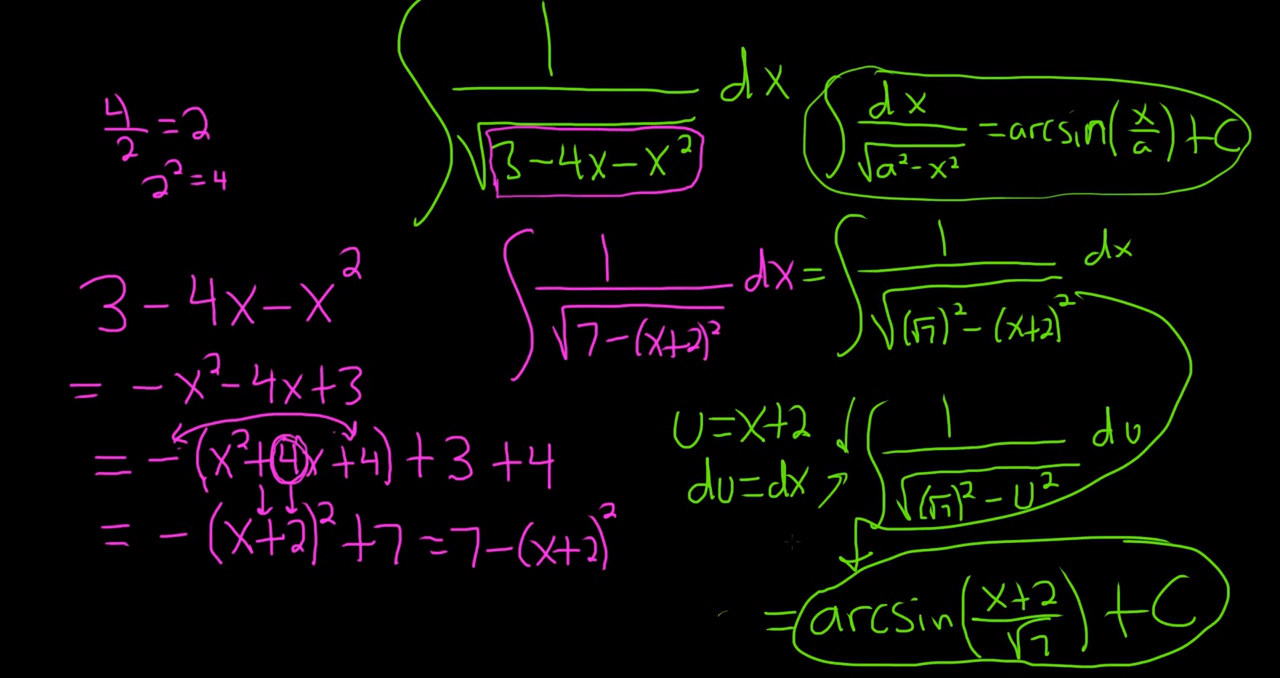 ∫ 1/√(3-4x-x²) dx
∫ dx/√(a²-x²) = arcsin(x/a) + C
4/2 = 2
2² = 4
3-4x-x²
= -x²-4x+3
= -(x²+4x+4)+3+4
= -(x+2)²+7 = 7-(x+2)²
∫ 1/√(7-(x+2)²) dx = ∫ 1/√((√7)²-(x+2)²) dx
U=x+2
du=dx
∫ 1/√((√7)²-U²) du
= arcsin((x+2)/√7) + C